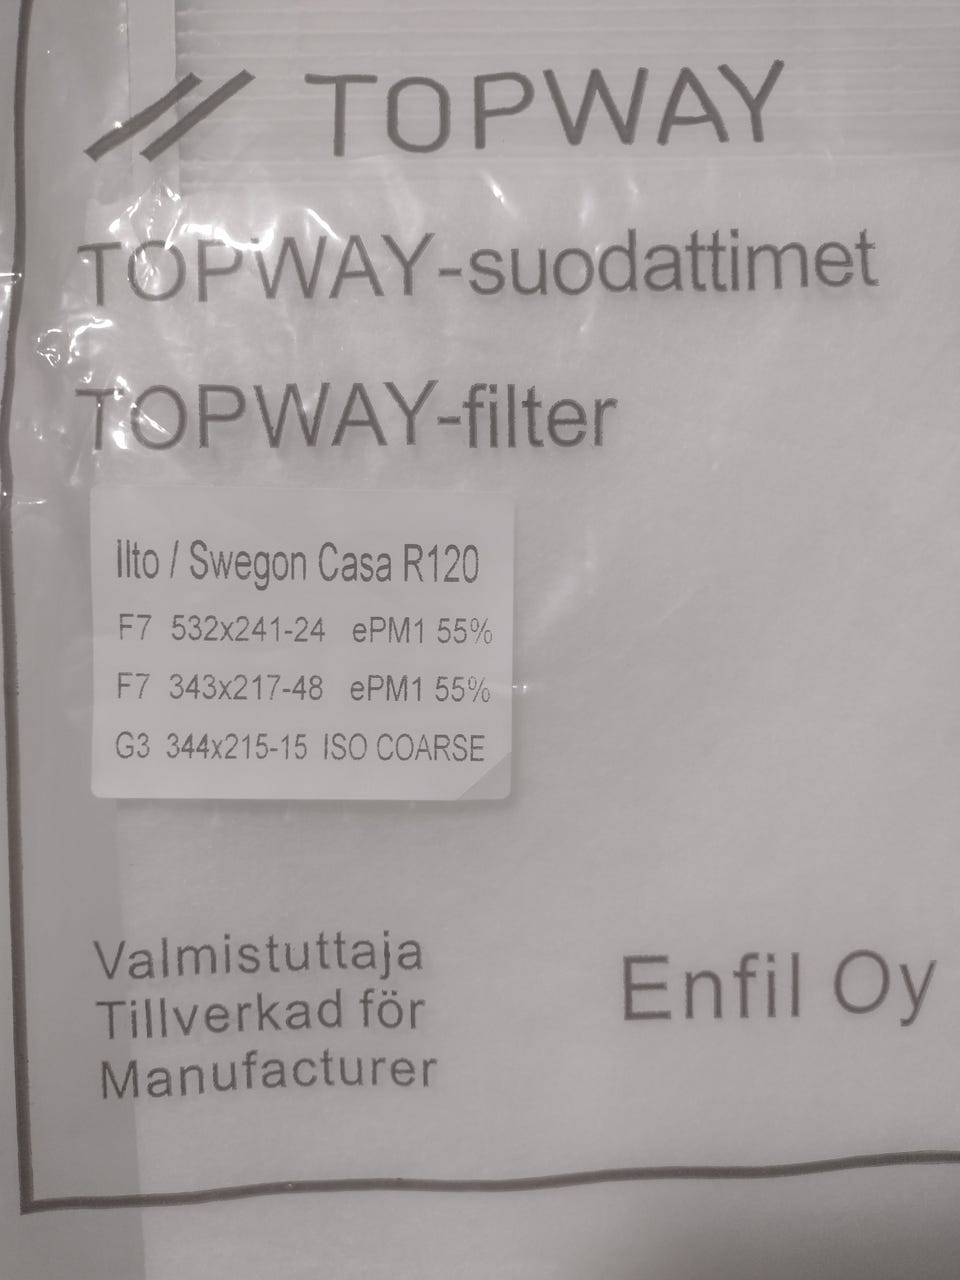 TOPWAY
TOPWAY-suodattimet
TOPWAY-filter
Ilto / Swegon Casa R120
F7 532x241-24 ePM1 55%
F7 343x217-48 ePM1 55%
G3 344x215-15 ISO COARSE
Valmistuttaja
Tillverkad för
Manufacturer
Enfil Oy